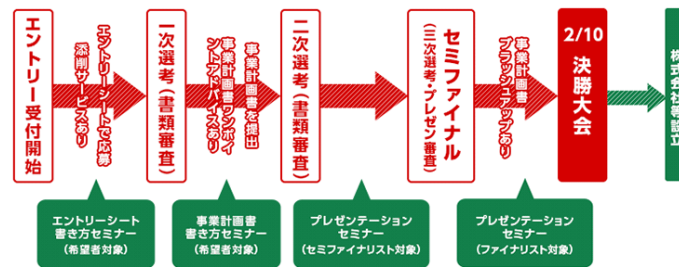 エントリー受付開始
エントリーシートで応募
添削サービスあり
一次選考(書類審査)
事業計画書を提出
事業計画書ワンポイ
ントアドバイスあり
二次選考(書類審査)
セミファイナル
(三次選考・プレゼン審査)
事業計画書
ブラッシュアップあり
2/10
決勝大会
株式会社等設立
エントリーシート
書き方セミナー
(希望者対象)
事業計画書
書き方セミナー
(希望者対象)
プレゼンテーション
セミナー
(セミファイナリスト対象)
プレゼンテーション
セミナー
(ファイナリスト対象)